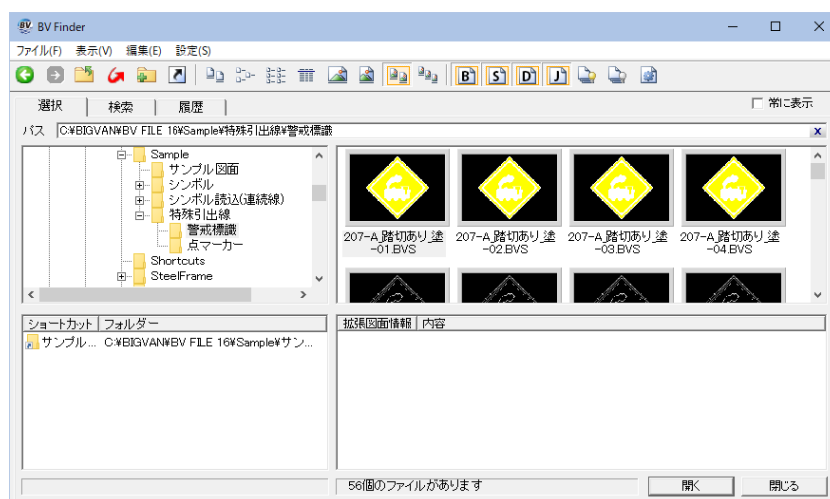 BV Finder
ファイル(F) 表示(V) 編集(E) 設定(S)
B S D J
選択 検索 履歴 常に表示
パス C:¥BIGVAN¥BV FILE 16¥Sample¥特殊引出線¥警戒標識 x
Sample
サンプル図面
シンボル
シンボル読込(連続線)
特殊引出線
警戒標識
点マーカー
Shortcuts
SteelFrame
207-A_踏切あり_塗-01.BVS
207-A_踏切あり_塗-02.BVS
207-A_踏切あり_塗-03.BVS
207-A_踏切あり_塗-04.BVS
ショートカット フォルダー
サンプル... C:¥BIGVAN¥BV FILE 16¥Sample¥サン...
拡張図面情報 内容
56個のファイルがあります
開く 閉じる